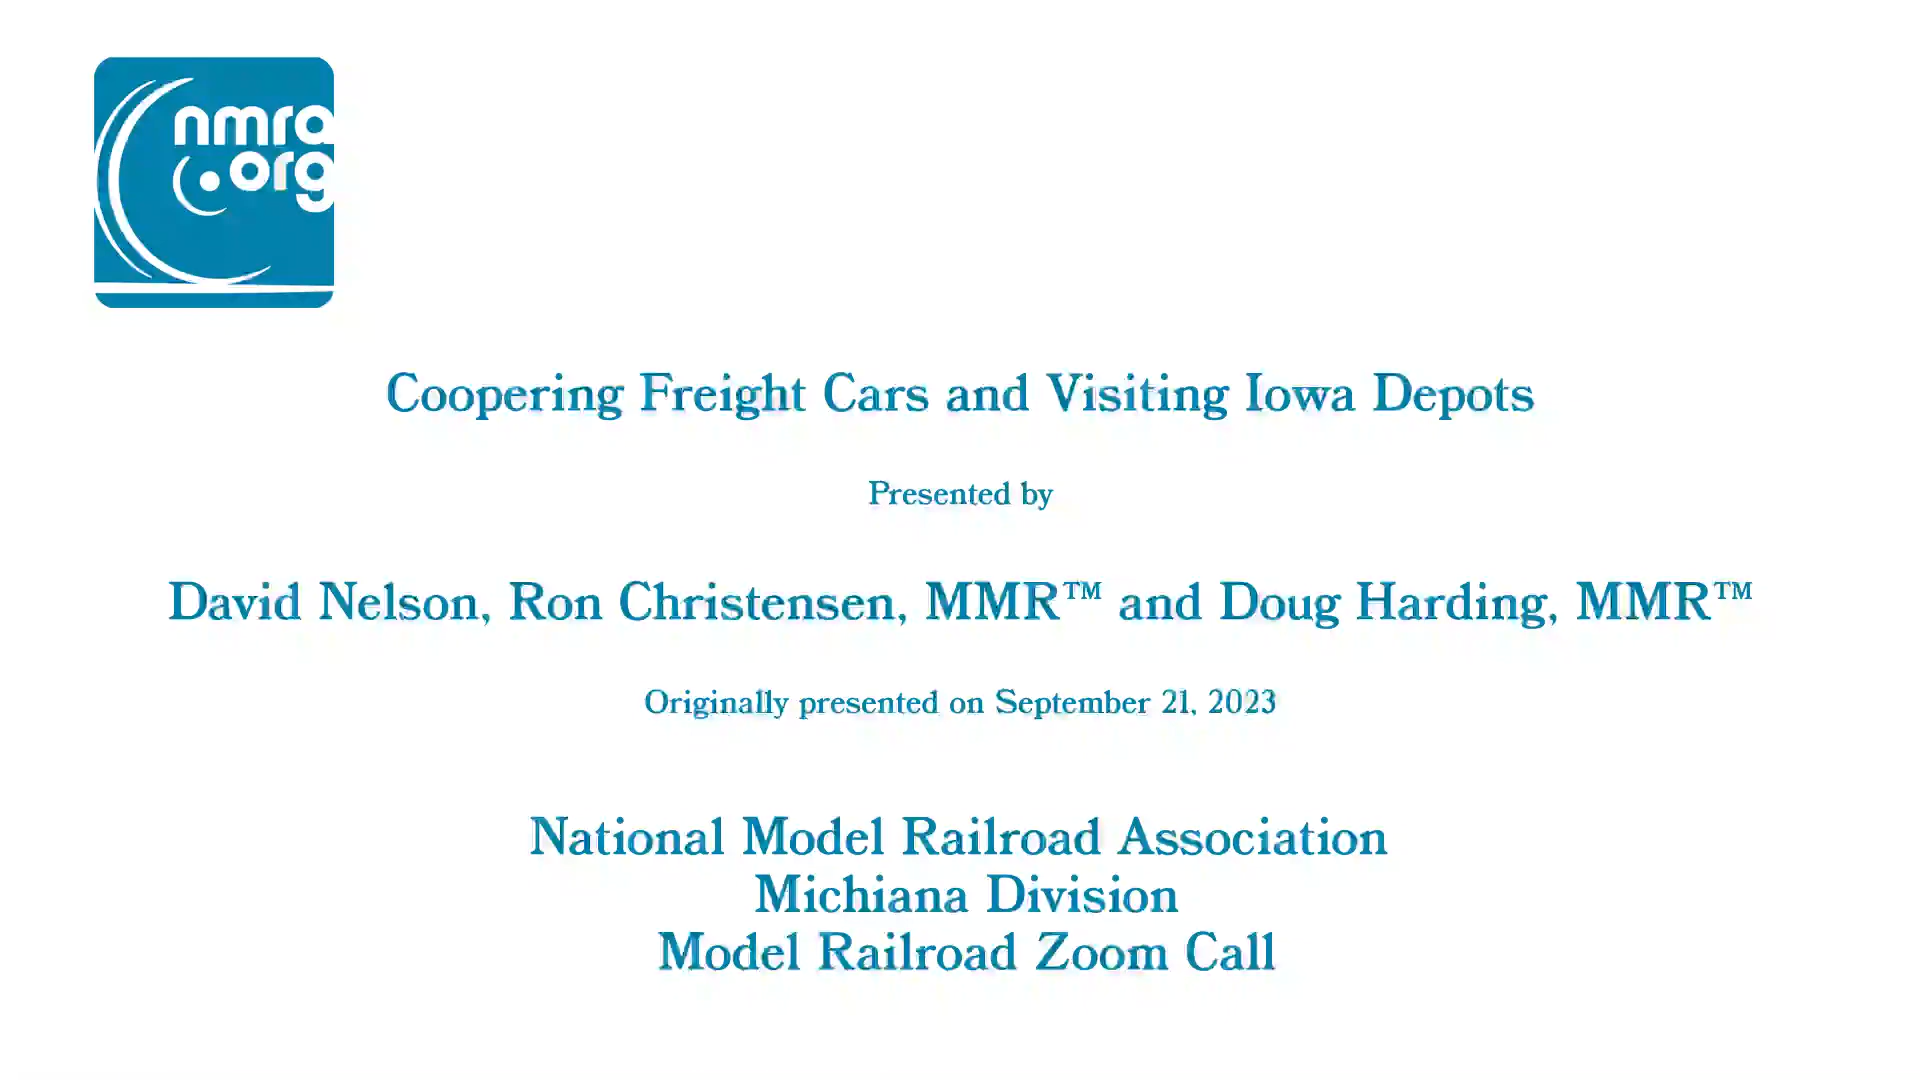 nmra
.org
Coopering Freight Cars and Visiting Iowa Depots
Presented by
David Nelson, Ron Christensen, MMR™ and Doug Harding, MMR™
Originally presented on September 21, 2023
National Model Railroad Association
Michiana Division
Model Railroad Zoom Call